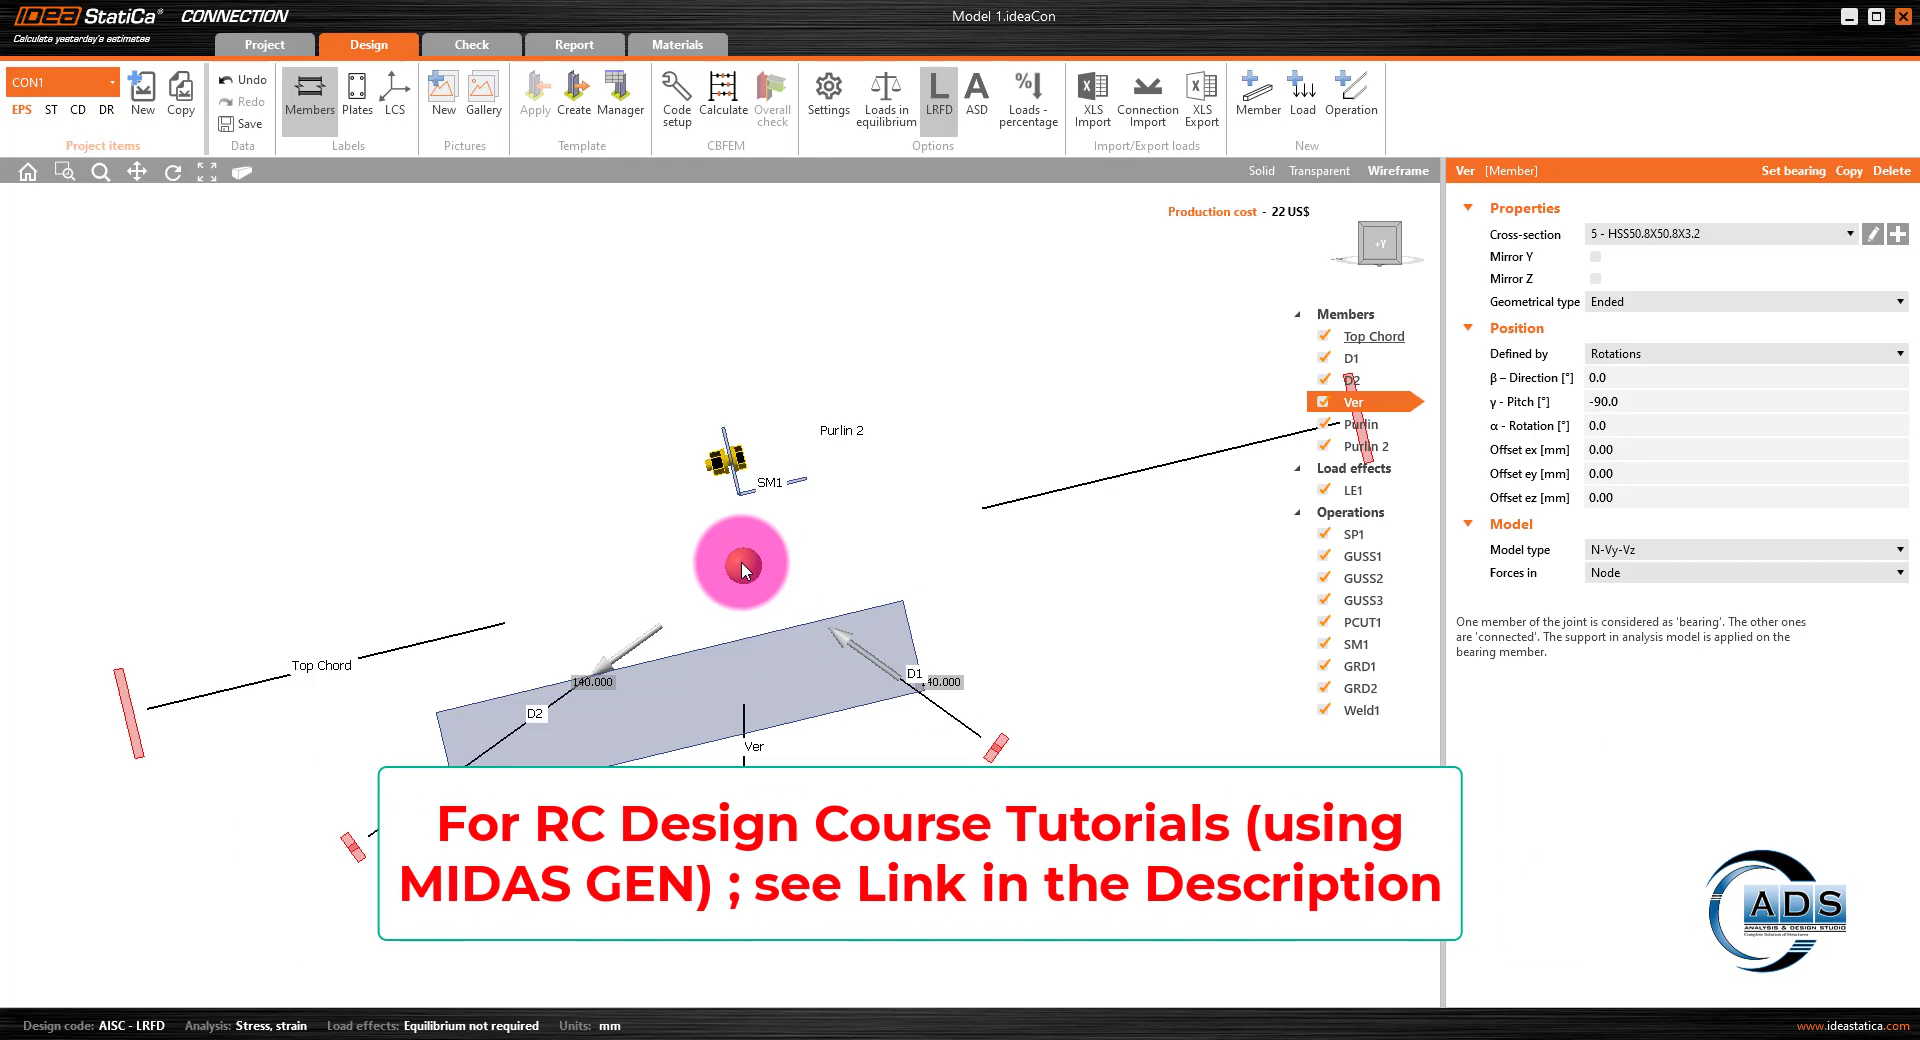 IDEA StatiCa® CONNECTION
Calculate yesterday's estimates
Model 1.ideaCon
Project Design Check Report Materials
CON1
EPS ST CD DR
New Copy
Project items
Undo
Redo
Save
Data
Members Plates LCS
Labels
New Gallery
Pictures
Apply Create Manager
Template
Code setup Calculate Overall check
CBFEM
Settings Loads in equilibrium LRFD ASD Loads - percentage
Options
XLS Import Connection Import XLS Export
Import/Export loads
Member Load Operation
New
Solid Transparent Wireframe
Production cost - 22 US$
+Y
Purlin 2
SM1
Top Chord
140.000
D1
140.000
D2
Ver
Members
Top Chord
D1
D2
Ver
Purlin
Purlin 2
Load effects
LE1
Operations
SP1
GUSS1
GUSS2
GUSS3
PCUT1
SM1
GRD1
GRD2
Weld1
Ver [Member] Set bearing Copy Delete
Properties
Cross-section 5 - HSS50.8X50.8X3.2
Mirror Y
Mirror Z
Geometrical type Ended
Position
Defined by Rotations
β – Direction [°] 0.0
γ - Pitch [°] -90.0
α - Rotation [°] 0.0
Offset ex [mm] 0.00
Offset ey [mm] 0.00
Offset ez [mm] 0.00
Model
Model type N-Vy-Vz
Forces in Node
One member of the joint is considered as 'bearing'. The other ones
are 'connected'. The support in analysis model is applied on the
bearing member.
For RC Design Course Tutorials (using
MIDAS GEN) ; see Link in the Description
ADS
ANALYSIS & DESIGN STUDIO
Complete Solution of Structures
Design code: AISC - LRFD Analysis: Stress, strain Load effects: Equilibrium not required Units: mm
www.ideastatica.com